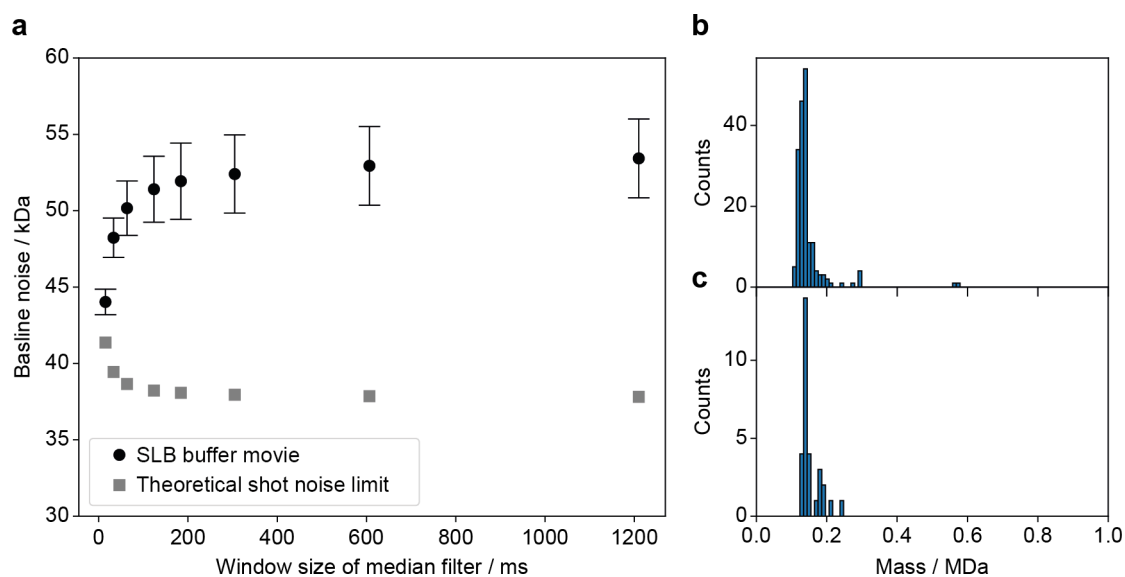 a
60
55
50
45
40
35
30
Basline noise / kDa
SLB buffer movie
Theoretical shot noise limit
0 200 400 600 800 1000 1200
Window size of median filter / ms
b
40
20
0
Counts
c
10
5
0
Counts
0.0 0.2 0.4 0.6 0.8 1.0
Mass / MDa